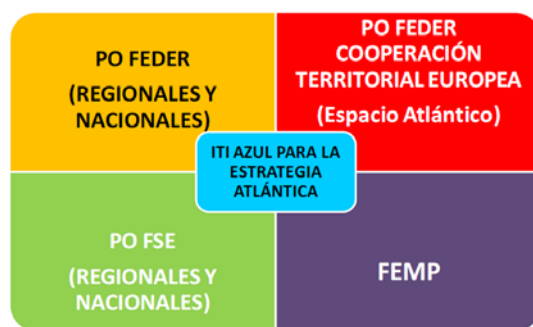 PO FEDER
(REGIONALES Y
NACIONALES)
PO FEDER
COOPERACIÓN
TERRITORIAL EUROPEA
(Espacio Atlántico)
ITI AZUL PARA LA
ESTRATEGIA
ATLÁNTICA
PO FSE
(REGIONALES Y
NACIONALES)
FEMP